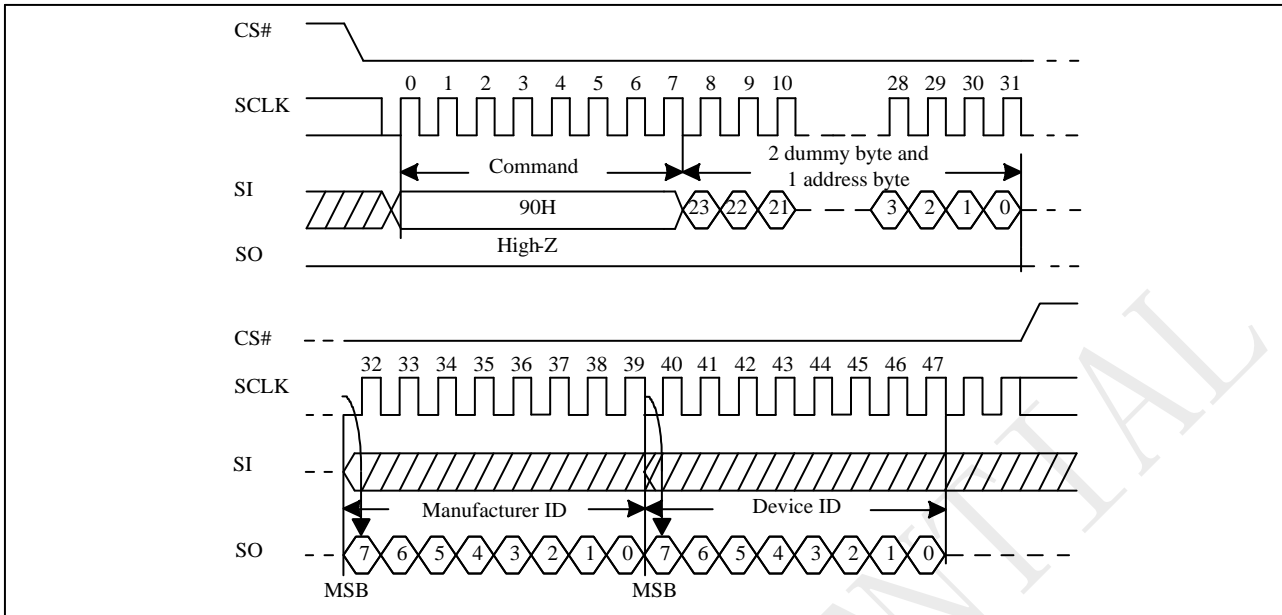 CS#
0 1 2 3 4 5 6 7 8 9 10 28 29 30 31
SCLK
Command
2 dummy byte and
1 address byte
SI
90H
23 22 21 3 2 1 0
High-Z
SO
CS#
32 33 34 35 36 37 38 39 40 41 42 43 44 45 46 47
SCLK
SI
Manufacturer ID
Device ID
SO
7 6 5 4 3 2 1 0 7 6 5 4 3 2 1 0
MSB MSB
NTIAL